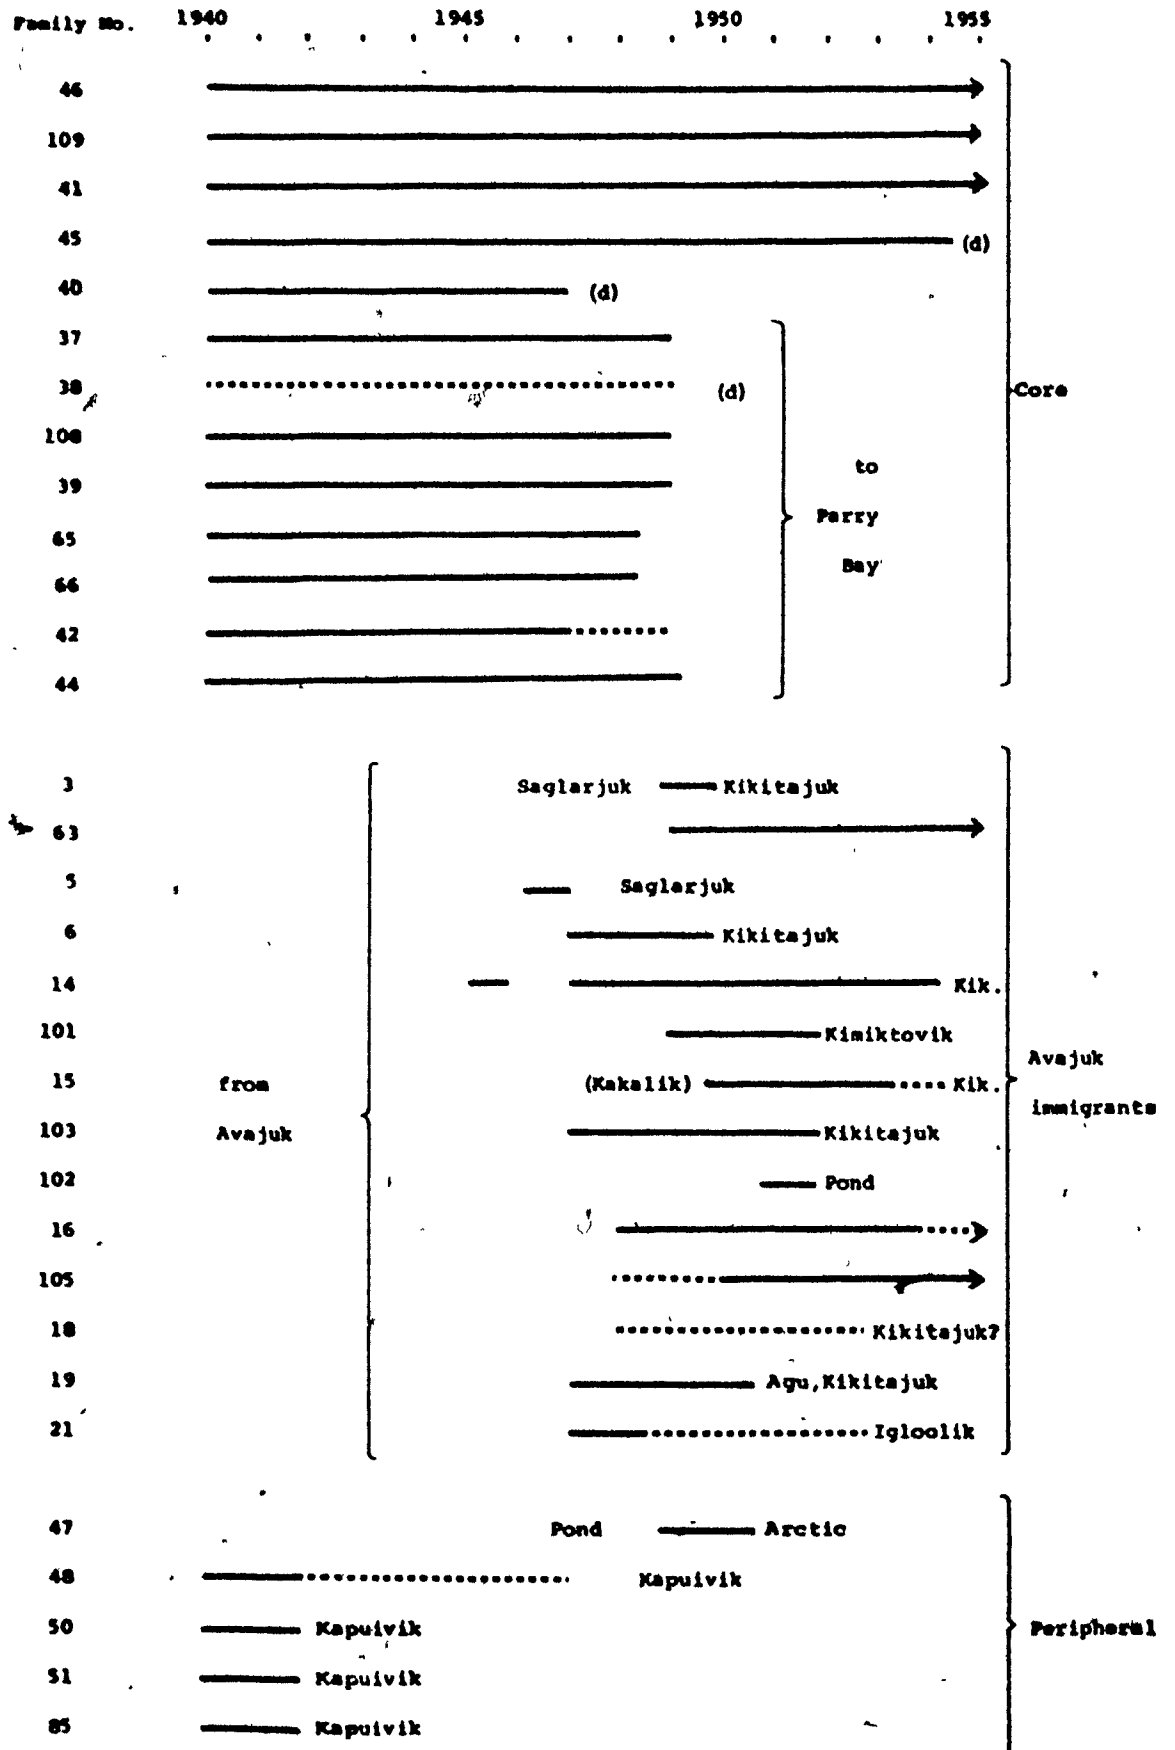 Family No. 1940 1945 1950 1955
46
109
41
45 (d)
40 (d)
37
38 (d)
Core
108
to
39
Parry
65
Bay
66
42
44
3 Saglarjuk Kikitajuk
63
5 Saglarjuk
6 Kikitajuk
14 Kik.
101 Kimiktovik
Avajuk
15 from (Kakalik) Kik.
immigrants
103 Avajuk Kikitajuk
102 Pond
16
105
18 Kikitajuk?
19 Agu,Kikitajuk
21 Igloolik
47 Pond Arctic
48 Kapuivik
50 Kapuivik Peripheral
51 Kapuivik
85 Kapuivik